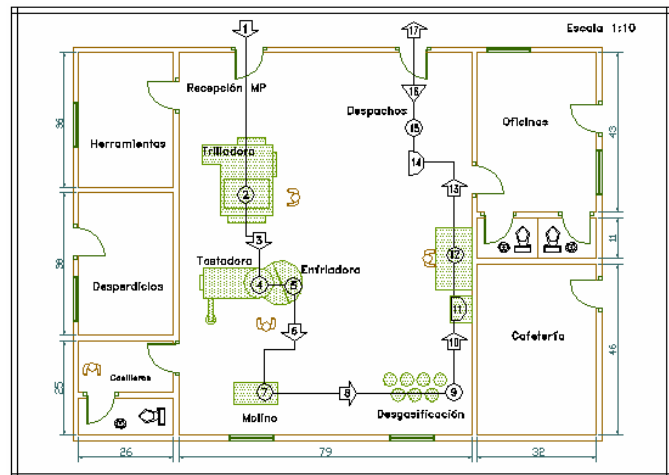 1
17
Escala 1:10
Recepción MP
16
Despachos
15
Oficinas
36
Herramientas
43
Trilladora
14
2
13
3
11
Tostadora
Enfriadora
12
38
4
5
Desperdicios
11
6
Cafetería
10
46
Casilleros
25
7
8
9
Molino
Desgasificación
26
79
32